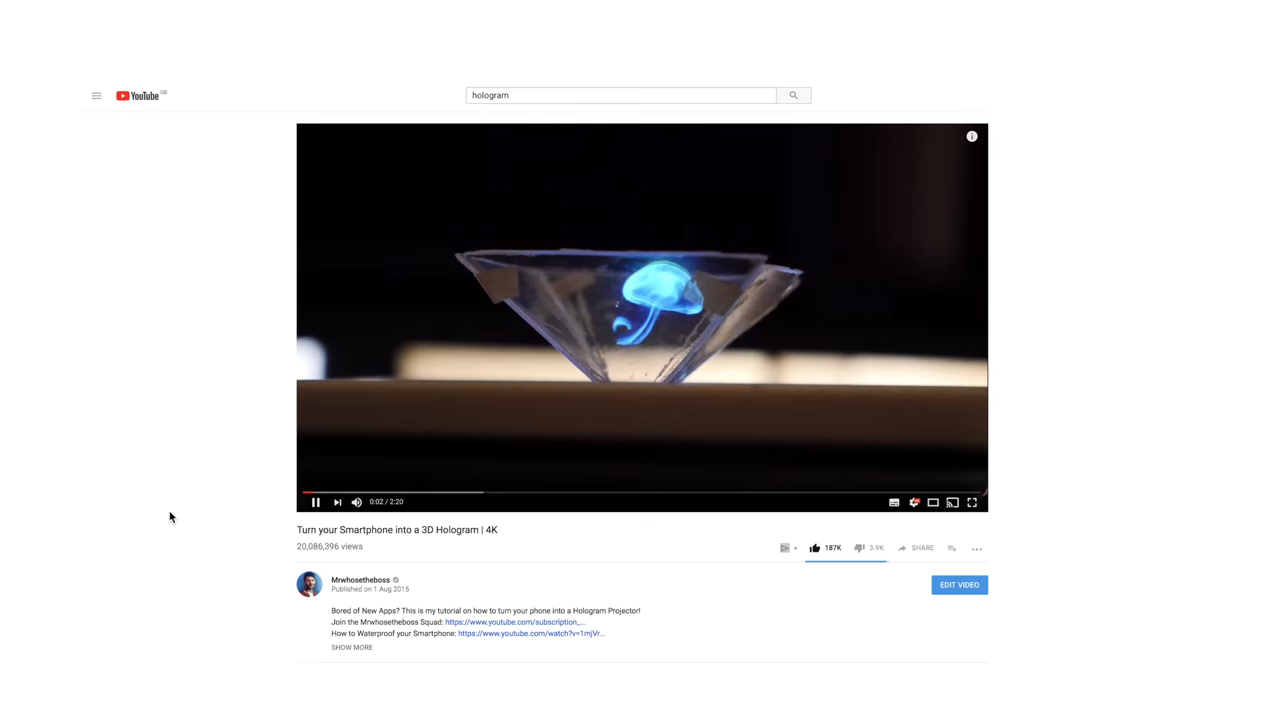 YouTube GB
hologram
0:02 / 2:20
Turn your Smartphone into a 3D Hologram | 4K
20,086,396 views
187K
3.9K
SHARE
Mrwhosetheboss
Published on 1 Aug 2015
EDIT VIDEO
Bored of New Apps? This is my tutorial on how to turn your phone into a Hologram Projector!
Join the Mrwhosetheboss Squad: https://www.youtube.com/subscription_...
How to Waterproof your Smartphone: https://www.youtube.com/watch?v=1mjVr...
SHOW MORE